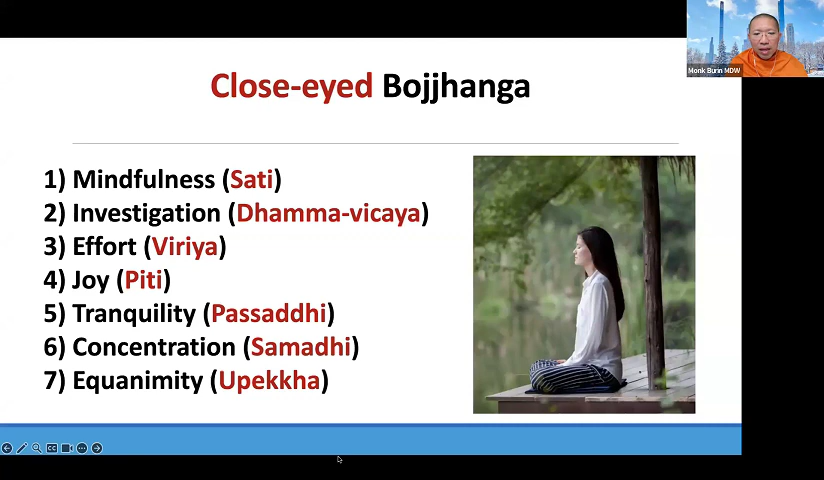 Close-eyed Bojjhanga
Monk Burin MDW
1) Mindfulness (Sati)
2) Investigation (Dhamma-vicaya)
3) Effort (Viriya)
4) Joy (Piti)
5) Tranquility (Passaddhi)
6) Concentration (Samadhi)
7) Equanimity (Upekkha)
CC